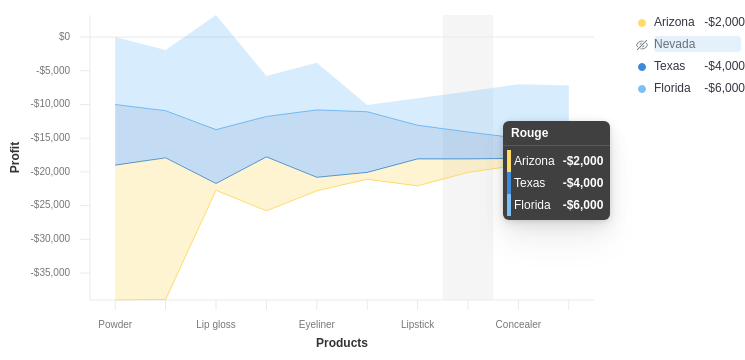 $0
-$5,000
-$10,000
-$15,000
-$20,000
-$25,000
-$30,000
-$35,000
Profit
Powder
Lip gloss
Eyeliner
Lipstick
Concealer
Products
Rouge
Arizona -$2,000
Texas -$4,000
Florida -$6,000
Arizona -$2,000
Nevada
Texas -$4,000
Florida -$6,000